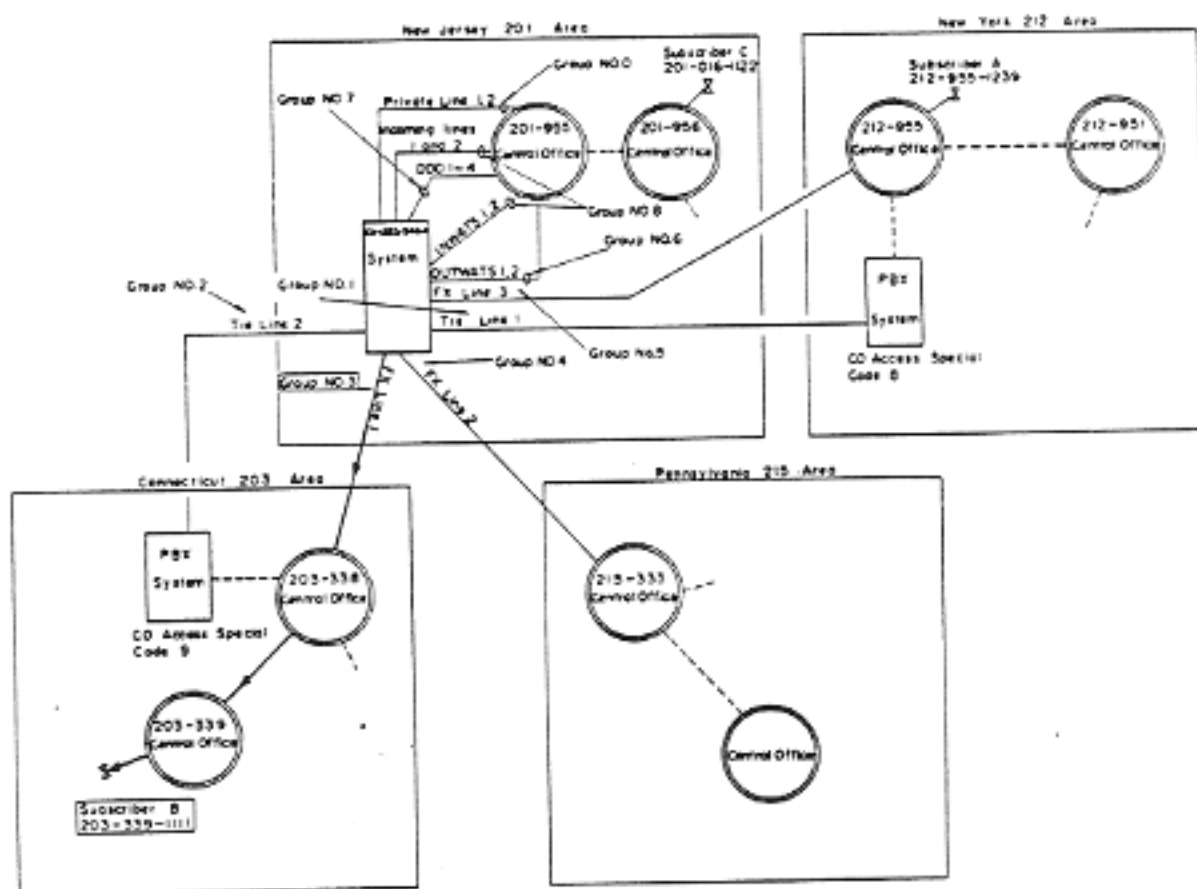 New Jersey 201 Area
New York 212 Area
Subscriber C
201-016-1122
Group NO.0
Subscriber A
212-955-1239
Group NO.7
Private Line 1,2
Incoming lines
1 and 2
DDD 1-4
201-955
Central Office
201-956
Central Office
212-955
Central Office
212-951
Central Office
INWATS 1,2
Group NO.8
System
OUTWATS 1,2
Group NO.6
FX Line 3
Group NO.2
Group NO.1
Tie Line 2
Tie Line 1
PBX
System
CO Access Special
Code 8
Group NO.4
Group No.5
Group NO.3
FX Line 1
FX Line 2
Connecticut 203 Area
Pennsylvania 215 Area
PBX
System
CO Access Special
Code 9
203-338
Central Office
215-333
Central Office
203-339
Central Office
Central Office
Subscriber B
203-339-1111